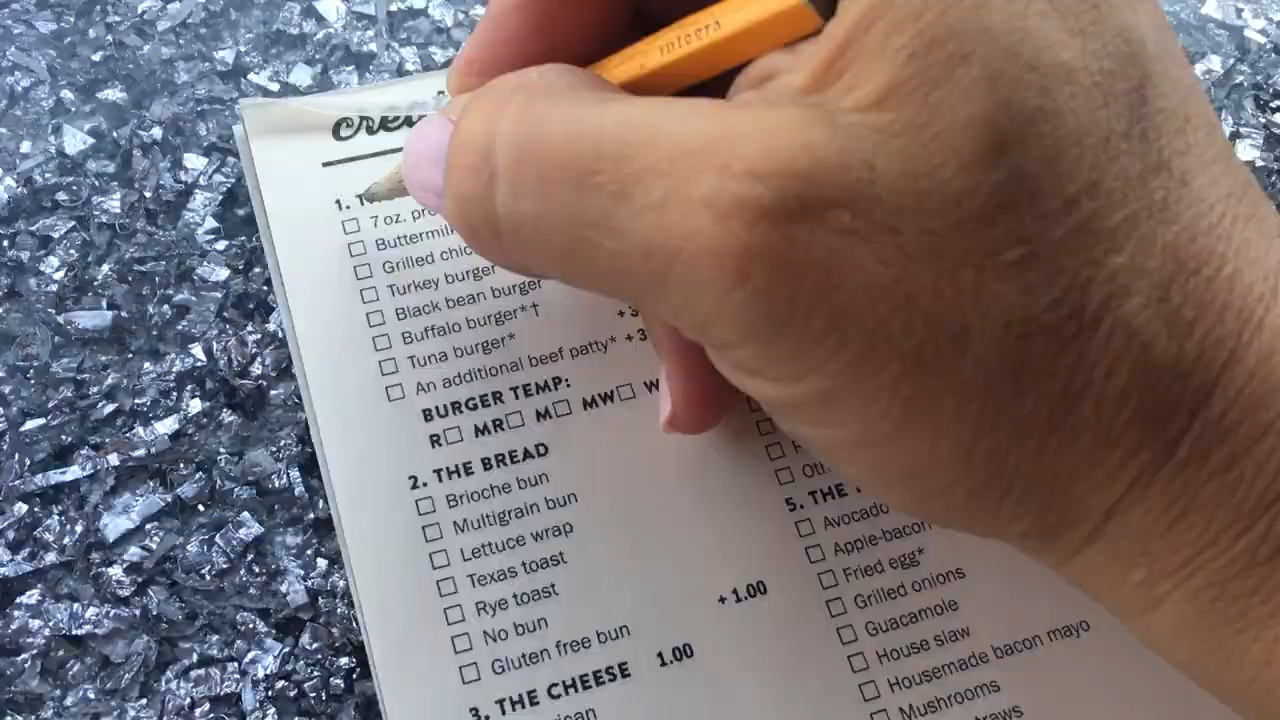 integra
1.
7 oz.
Grilled
Turkey burger
Black bean burger
Buffalo burger*†
Tuna burger*
An additional beef patty*
BURGER TEMP:
R☐ MR☐ M☐ MW☐ W
2. THE BREAD
Brioche bun
Multigrain bun
Lettuce wrap
Texas toast
Rye toast
No bun
Gluten free bun +1.00
3. THE CHEESE 1.00
5. THE
Avocado
Apple-bacon
Fried egg*
Grilled onions
Guacamole
House slaw
Housemade bacon mayo
Mushrooms